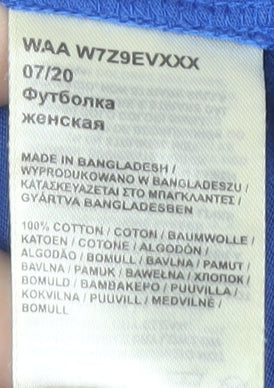 WAA W7Z9EVXXX
07/20
Футболка
женская
MADE IN BANGLADESH /
WYPRODUKOWANO W BANGLADESZU /
ΚΑΤΑΣΚΕΥΑΖΕΤΑΙ ΣΤΟ ΜΠΑΓΚΛΑΝΤΕΣ /
GYÁRTVA BANGLADESBEN
100% COTTON / COTON / BAUMWOLLE /
KATOEN / COTONE / ALGODÓN /
ALGODÃO / BOMULL / BAVLNA / PAMUT /
BAVLNA / PAMUK / BAWEŁNA / ХЛОПОК /
BOMULD / ΒΑΜΒΑΚΕΡΟ / PUUVILLA /
KOKVILNA / PUUVILL / MEDVILNĖ /
BOMULL